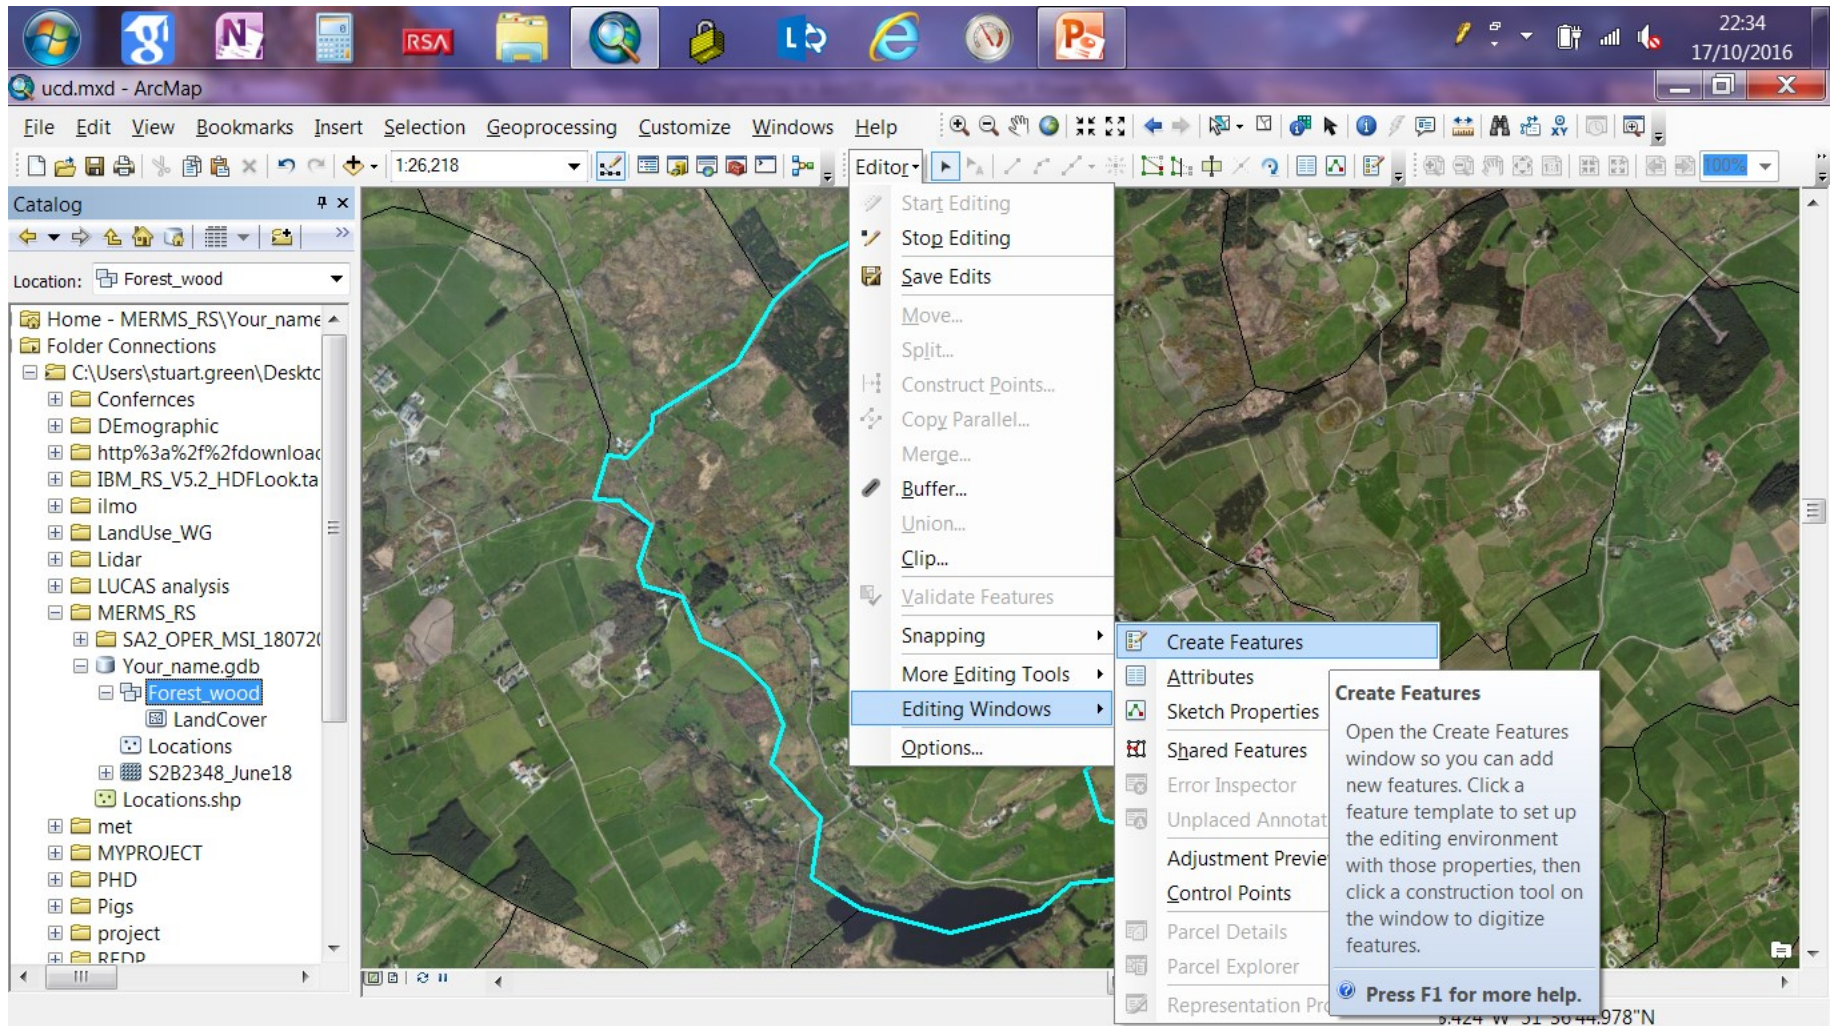 RSA
22:34
17/10/2016
ucd.mxd - ArcMap
File Edit View Bookmarks Insert Selection Geoprocessing Customize Windows Help
1:26,218
Editor
100%
Catalog
Location: Forest_wood
Home - MERMS_RS\Your_name
Folder Connections
C:\Users\stuart.green\Desktc
Confernces
DEmographic
http%3a%2f%2fdownloac
IBM_RS_V5.2_HDFLook.ta
ilmo
LandUse_WG
Lidar
LUCAS analysis
MERMS_RS
SA2_OPER_MSI_18072(
Your_name.gdb
Forest_wood
LandCover
Locations
S2B2348_June18
Locations.shp
met
MYPROJECT
PHD
Pigs
project
REDP
Start Editing
Stop Editing
Save Edits
Move...
Split...
Construct Points...
Copy Parallel...
Merge...
Buffer...
Union...
Clip...
Validate Features
Snapping
More Editing Tools
Editing Windows
Options...
Create Features
Attributes
Sketch Properties
Shared Features
Error Inspector
Unplaced Annotat
Adjustment Previe
Control Points
Parcel Details
Parcel Explorer
Representation Pro
Create Features
Open the Create Features
window so you can add
new features. Click a
feature template to set up
the editing environment
with those properties, then
click a construction tool on
the window to digitize
features.
Press F1 for more help.